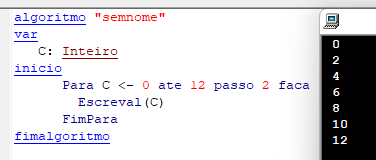 algoritmo "semnome"
var
C: Inteiro
inicio
Para C <- 0 ate 12 passo 2 faca
Escreval(C)
FimPara
fimalgoritmo
0
2
4
6
8
10
12